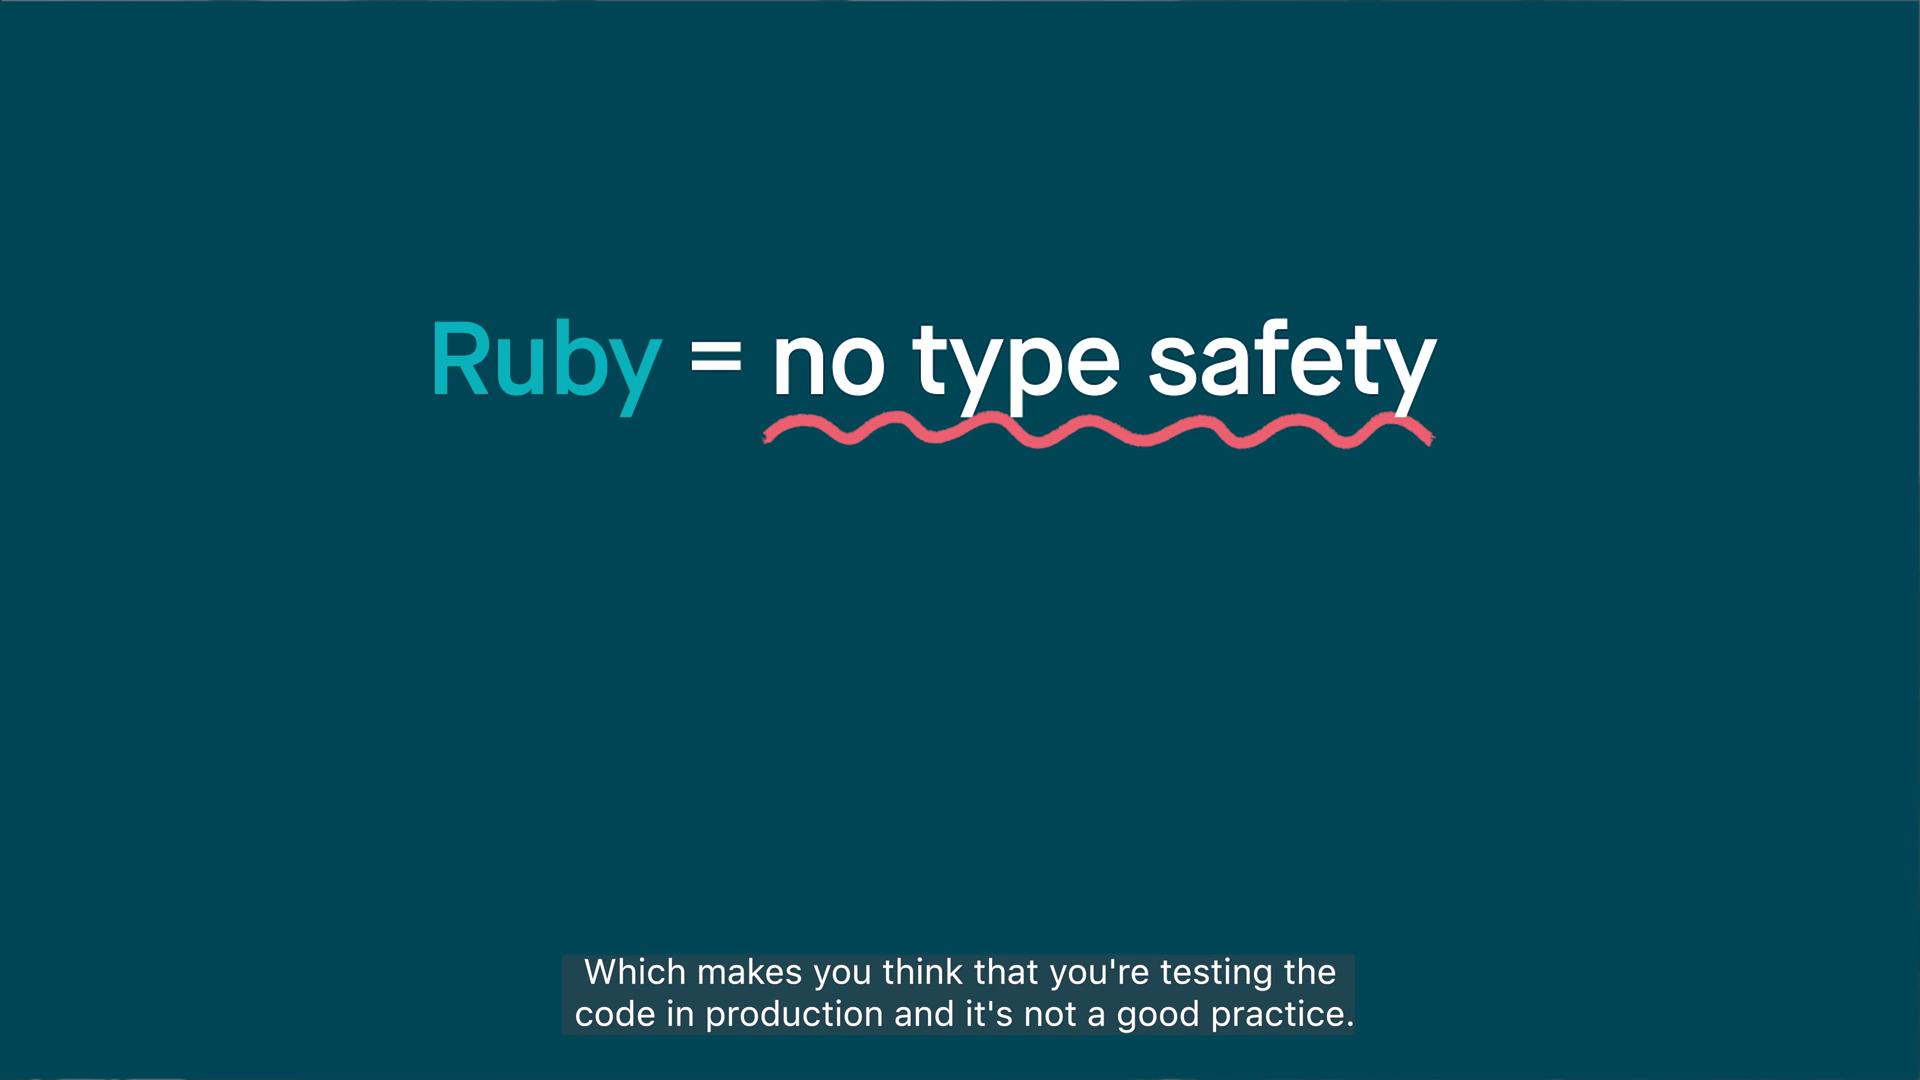 Ruby = no type safety
Which makes you think that you're testing the
code in production and it's not a good practice.